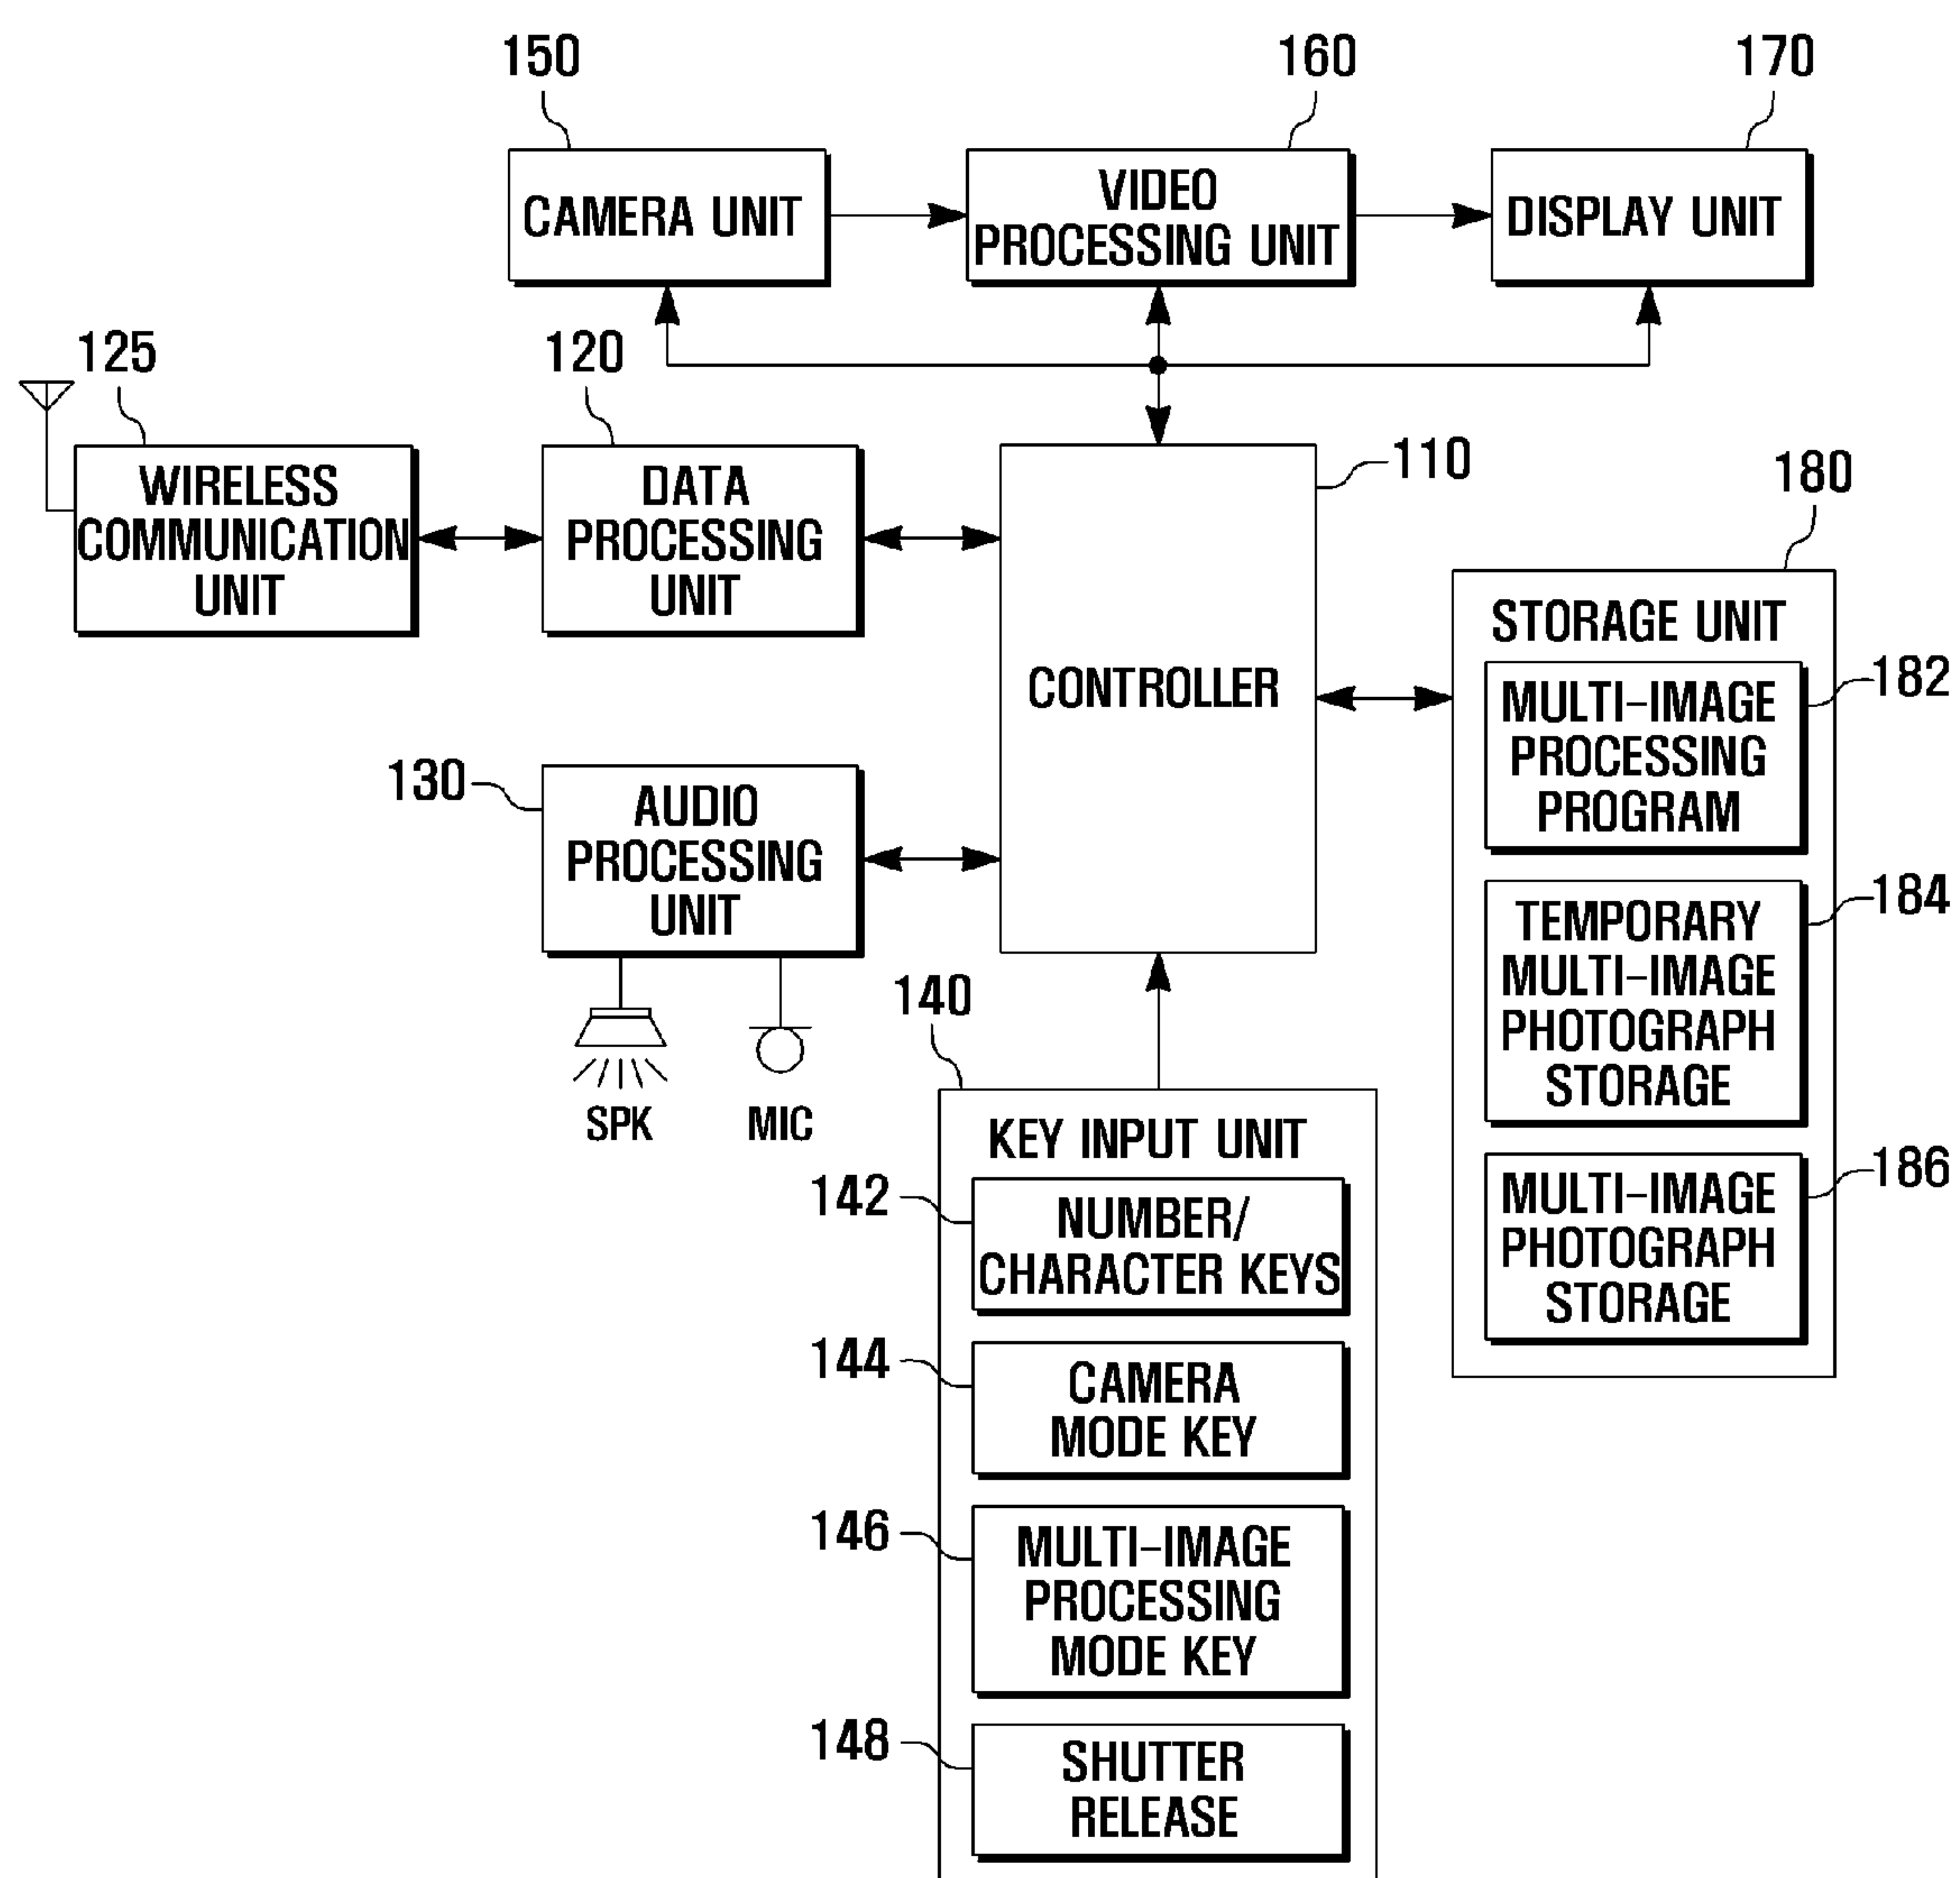 150
160
170
CAMERA UNIT
VIDEO
PROCESSING UNIT
DISPLAY UNIT
125
120
110
180
WIRELESS
COMMUNICATION
UNIT
DATA
PROCESSING
UNIT
CONTROLLER
STORAGE UNIT
182
MULTI-IMAGE
PROCESSING
PROGRAM
184
TEMPORARY
MULTI-IMAGE
PHOTOGRAPH
STORAGE
186
MULTI-IMAGE
PHOTOGRAPH
STORAGE
130
AUDIO
PROCESSING
UNIT
SPK
MIC
140
KEY INPUT UNIT
142
NUMBER/
CHARACTER KEYS
144
CAMERA
MODE KEY
146
MULTI-IMAGE
PROCESSING
MODE KEY
148
SHUTTER
RELEASE